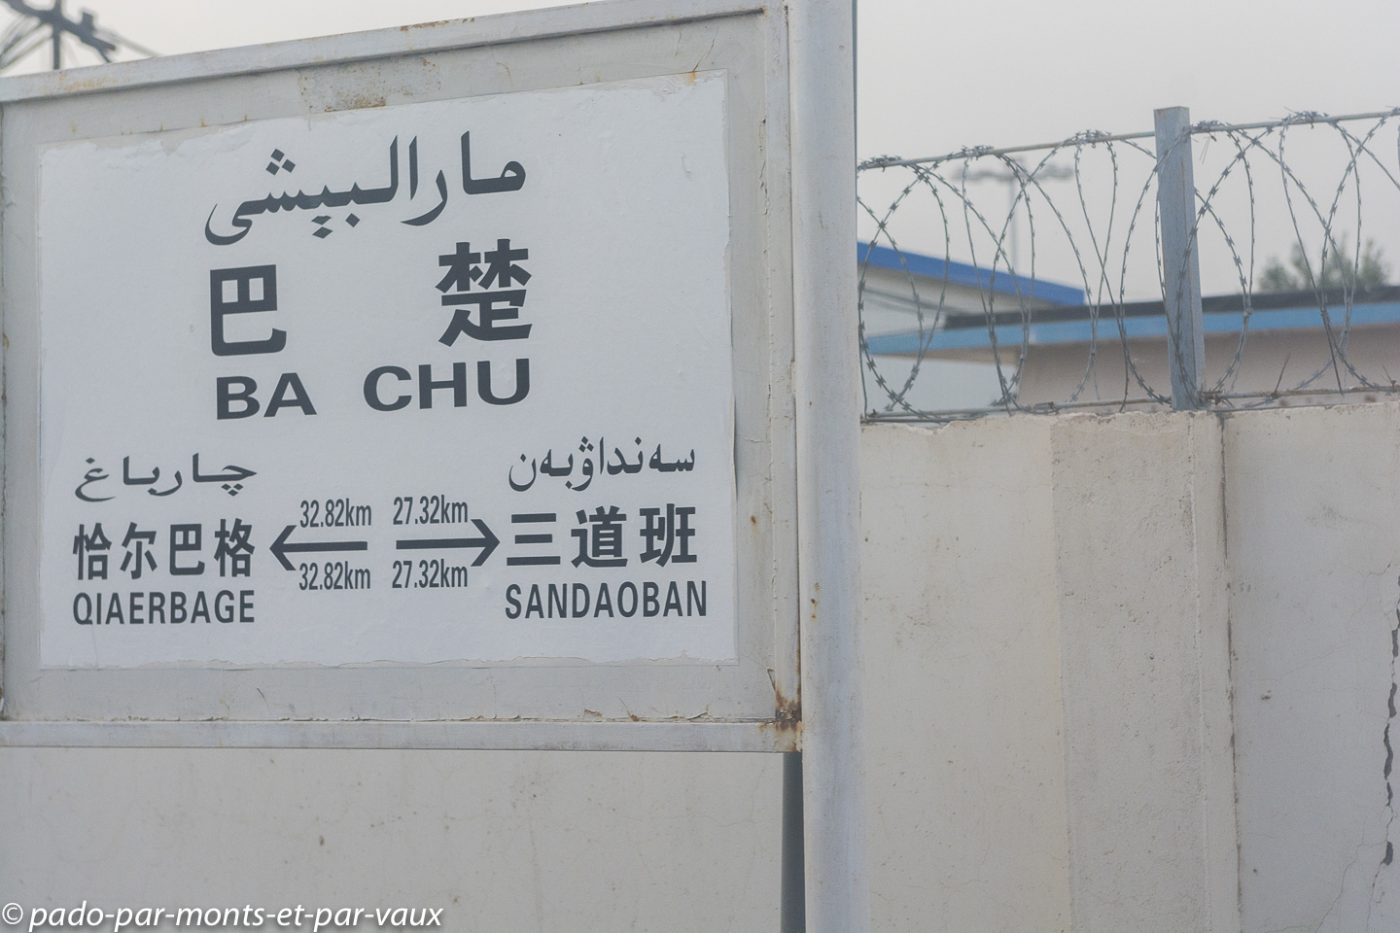 مارالبېشى
巴 楚
BA CHU
چارباغ
恰尔巴格
QIAERBAGE
32.82km
32.82km
27.32km
27.32km
سەنداۋبەن
三道班
SANDAOBAN
© pado-par-monts-et-par-vaux